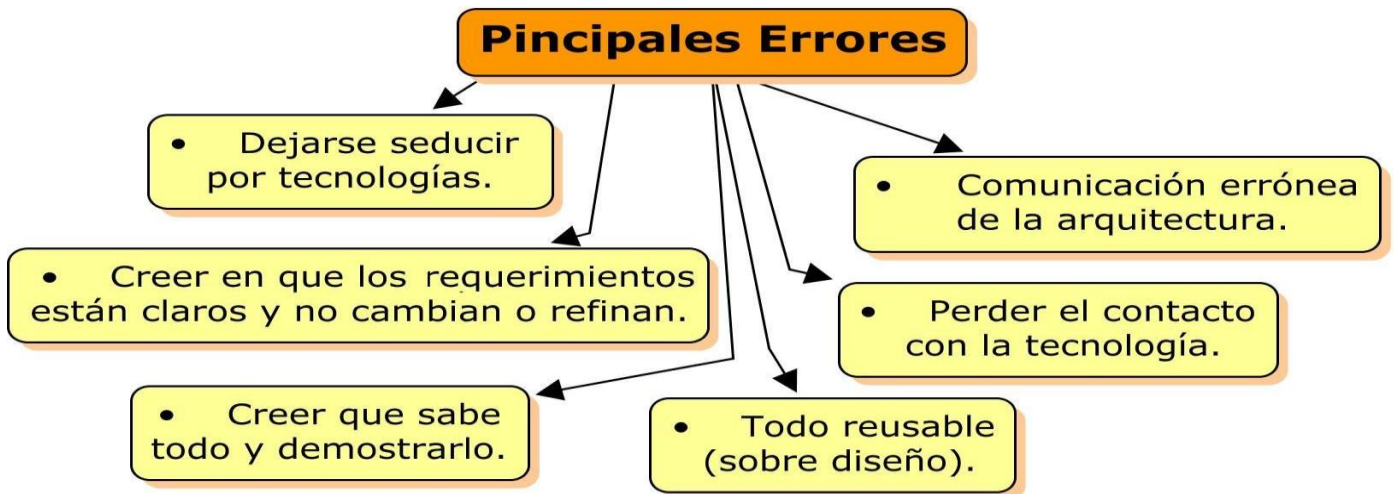 Pincipales Errores
• Dejarse seducir
por tecnologías.
• Comunicación errónea
de la arquitectura.
• Creer en que los requerimientos
están claros y no cambian o refinan.
• Perder el contacto
con la tecnología.
• Creer que sabe
todo y demostrarlo.
• Todo reusable
(sobre diseño).